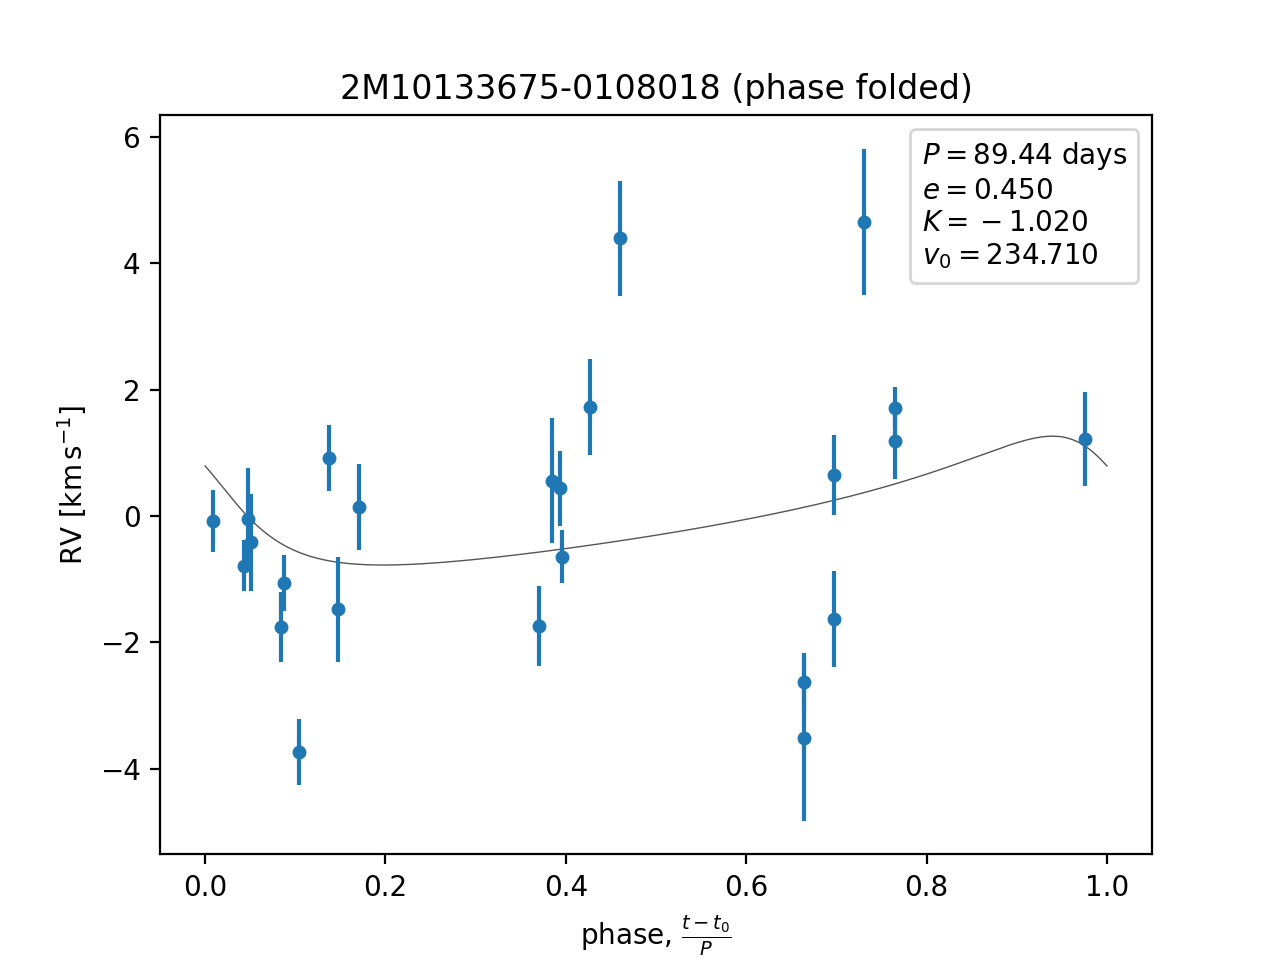 2M10133675-0108018 (phase folded)
P = 89.44 days
e = 0.450
K = −1.020
v₀ = 234.710
6
4
2
0
−2
−4
RV [km s⁻¹]
0.0 0.2 0.4 0.6 0.8 1.0
phase, (t − t₀)/P